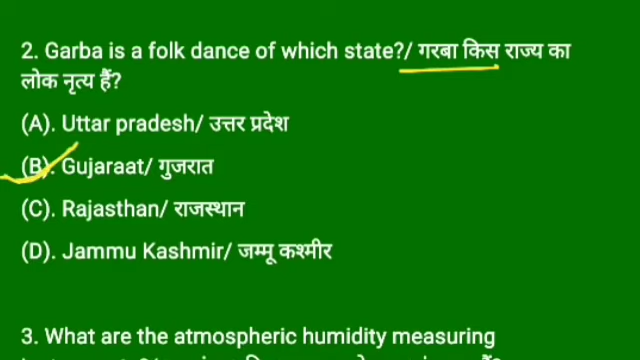 2. Garba is a folk dance of which state?/ गरबा किस राज्य का
लोक नृत्य हैं?
(A). Uttar pradesh/ उत्तर प्रदेश
(B). Gujaraat/ गुजरात
(C). Rajasthan/ राजस्थान
(D). Jammu Kashmir/ जम्मू कश्मीर
3. What are the atmospheric humidity measuring